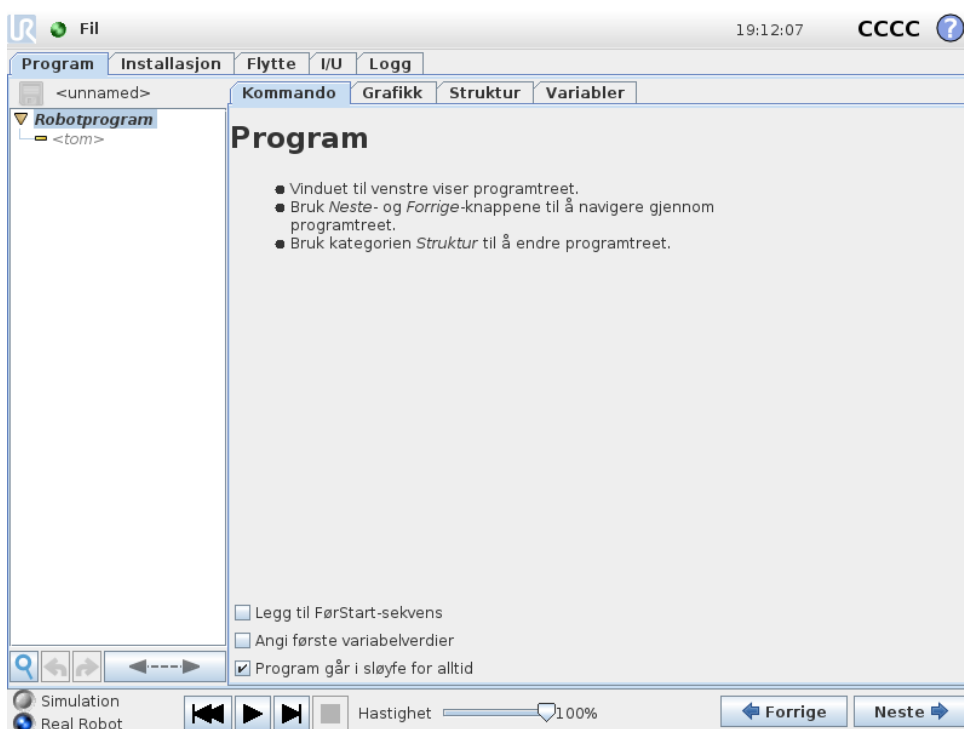 UR Fil 19:12:07 CCCC ?
Program Installasjon Flytte I/U Logg
<unnamed>
Kommando Grafikk Struktur Variabler
Robotprogram
<tom>
Program
Vinduet til venstre viser programtreet.
Bruk Neste- og Forrige-knappene til å navigere gjennom
programtreet.
Bruk kategorien Struktur til å endre programtreet.
Legg til FørStart-sekvens
Angi første variabelverdier
Program går i sløyfe for alltid
Simulation
Real Robot
Hastighet 100%
Forrige Neste